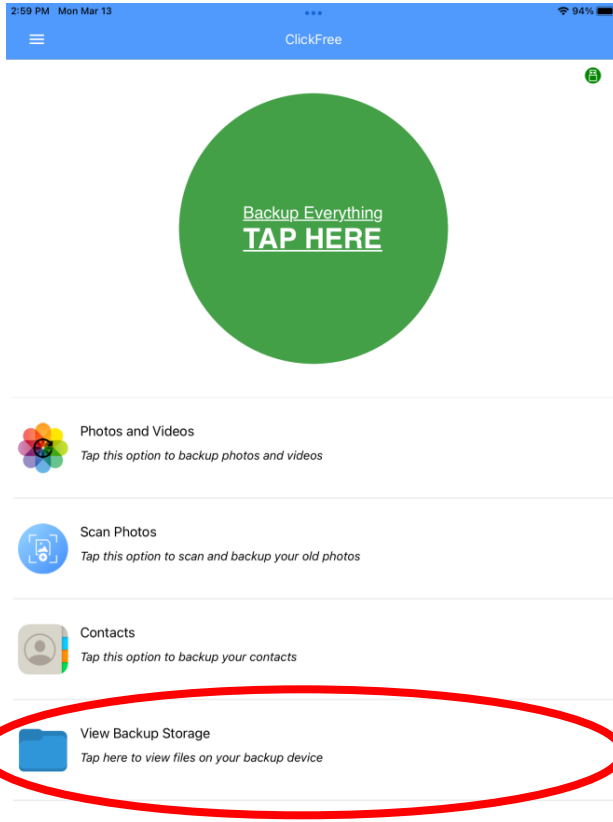 2:59 PM Mon Mar 13
94%
ClickFree
Backup Everything
TAP HERE
Photos and Videos
Tap this option to backup photos and videos
Scan Photos
Tap this option to scan and backup your old photos
Contacts
Tap this option to backup your contacts
View Backup Storage
Tap here to view files on your backup device